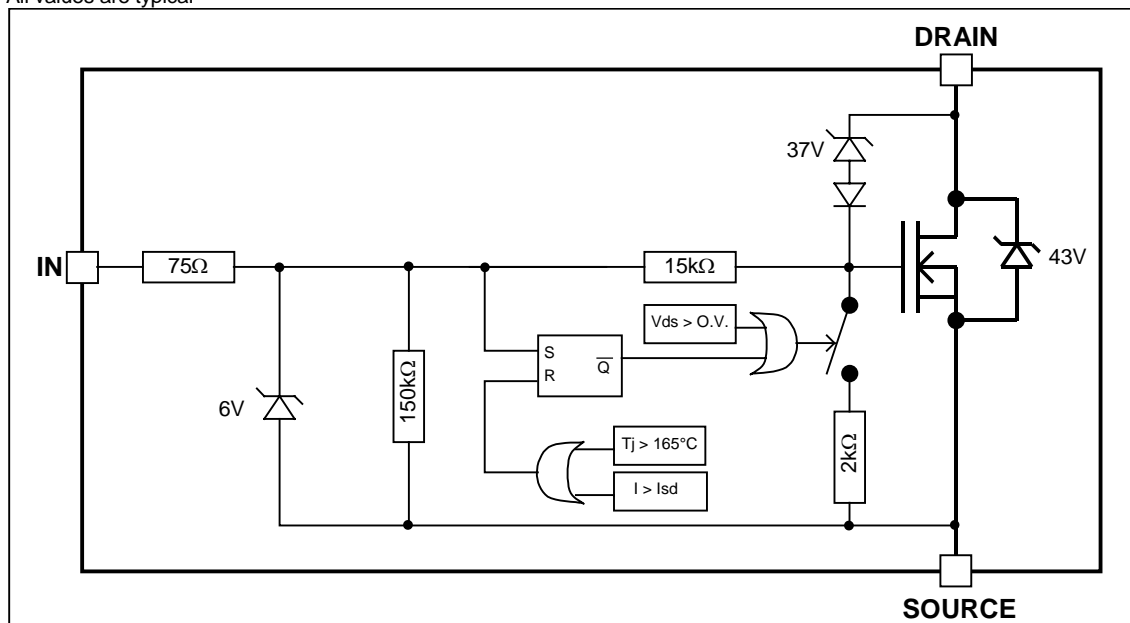 All values are typical
DRAIN
37V
IN
75Ω
15kΩ
43V
Vds > O.V.
S
R
Q̅
6V
150kΩ
Tj > 165°C
I > Isd
2kΩ
SOURCE